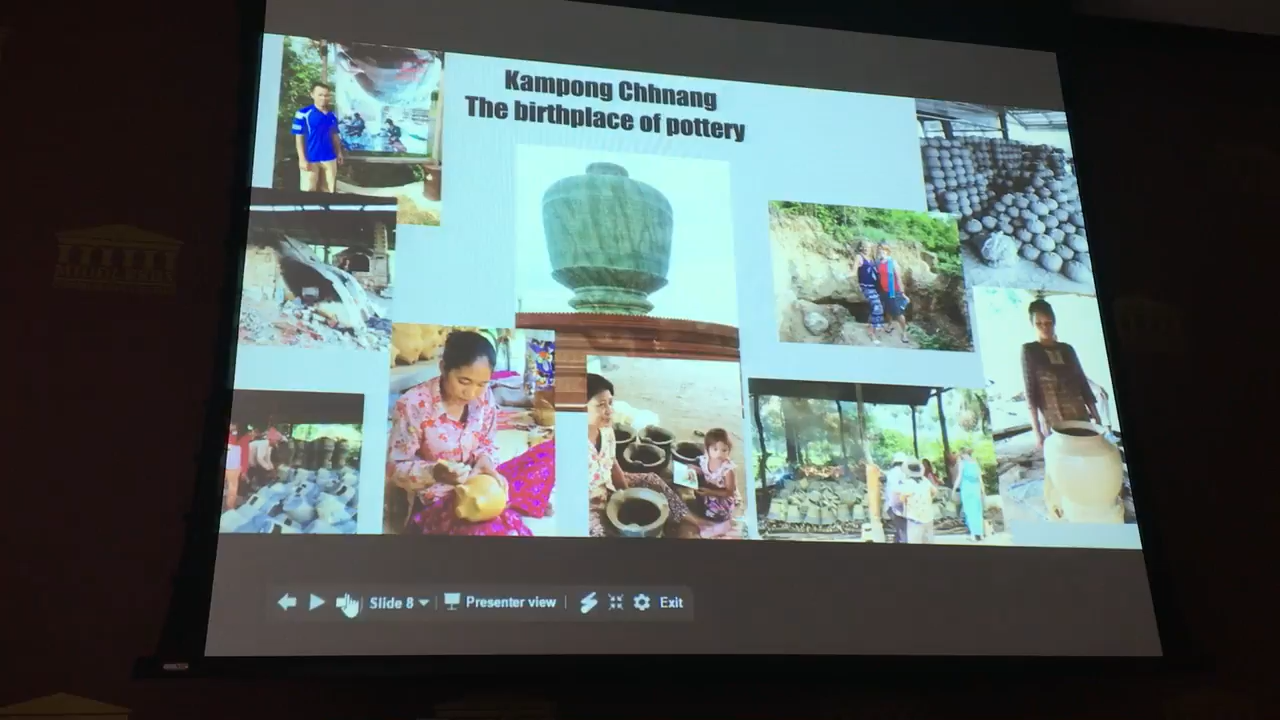 Kampong Chhnang
The birthplace of pottery
Slide 8
Presenter view
Exit